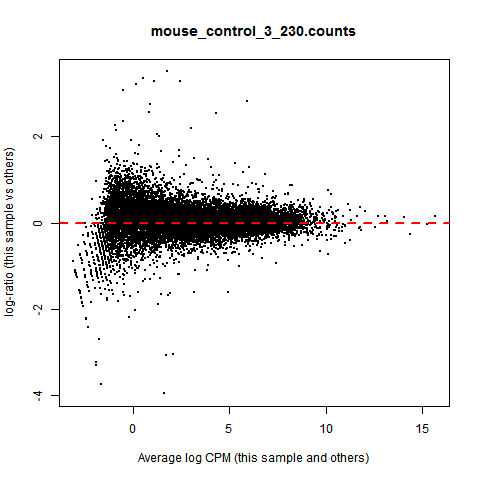 mouse_control_3_230.counts
log-ratio (this sample vs others)
2
0
-2
-4
0
5
10
15
Average log CPM (this sample and others)